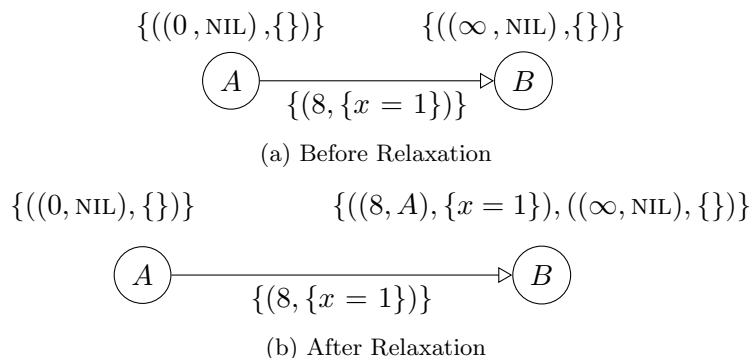 {((0 , NIL) , {})} {((∞ , NIL) , {})}
A B
{(8, {x = 1})}
(a) Before Relaxation
{((0, NIL), {})} {((8, A), {x = 1}), ((∞, NIL), {})}
A B
{(8, {x = 1})}
(b) After Relaxation